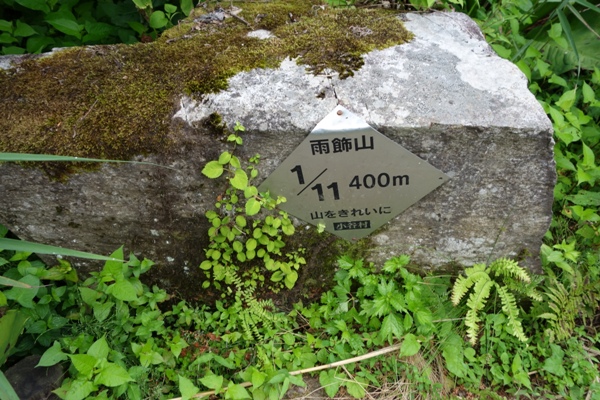 雨飾山
1/11 400m
山をきれいに
小谷村